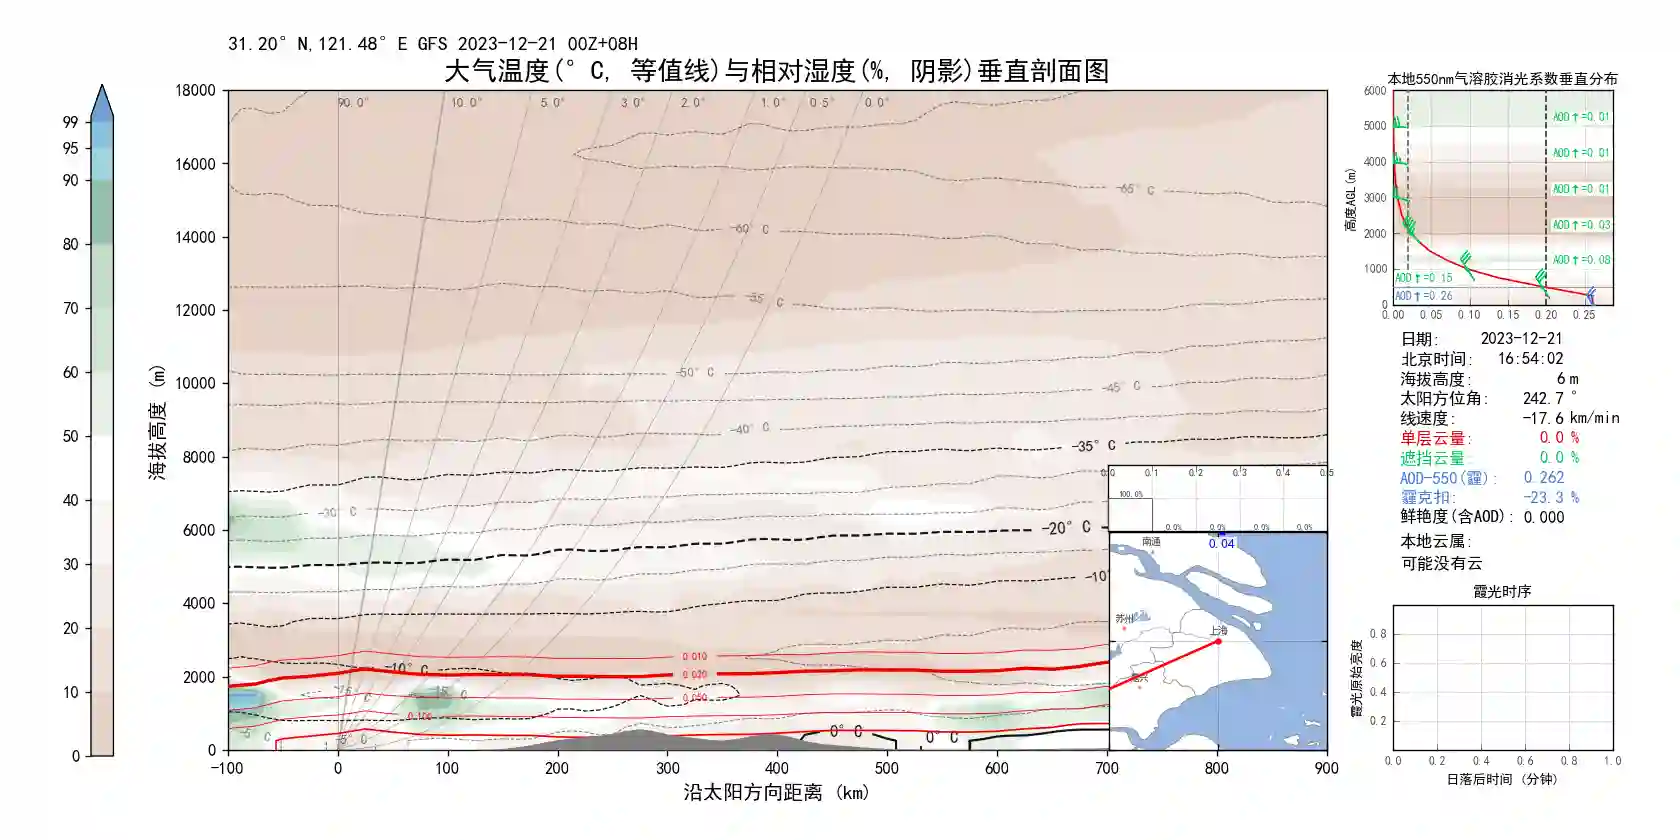 31.20° N,121.48° E GFS 2023-12-21 00Z+08H
大气温度(° C, 等值线)与相对湿度(%, 阴影)垂直剖面图
99
95
90
80
70
60
50
40
30
20
10
0
海拔高度 (m)
18000
16000
14000
12000
10000
8000
6000
4000
2000
0
90.0° 10.0° 5.0° 3.0° 2.0° 1.0° 0.5° 0.0°
-65° C
-60° C
-55° C
-50° C
-45° C
-40° C
-35° C
-30° C
-20° C
-10°
-10° C
-15° C
-15 C
-5° C
-5° C
0° C
0° C
0.010
0.020
0.050
0.100
-100 0 100 200 300 400 500 600 700 800 900
沿太阳方向距离 (km)
0.0 0.1 0.2 0.3 0.4 0.5
100.0%
0.0% 0.0% 0.0% 0.0%
0.04
南通
苏州
上海
本地550nm气溶胶消光系数垂直分布
高度AGL(m)
6000
5000
4000
3000
2000
1000
0
AOD↑=0.01
AOD↑=0.01
AOD↑=0.01
AOD↑=0.03
AOD↑=0.08
AOD↑=0.15
AOD↑=0.26
0.00 0.05 0.10 0.15 0.20 0.25
日期: 2023-12-21
北京时间: 16:54:02
海拔高度: 6 m
太阳方位角: 242.7 °
线速度: -17.6 km/min
单层云量: 0.0 %
遮挡云量: 0.0 %
AOD-550(霾): 0.262
霾克扣: -23.3 %
鲜艳度(含AOD): 0.000
本地云属:
可能没有云
霞光时序
霞光原始亮度
0.8
0.6
0.4
0.2
0.0 0.2 0.4 0.6 0.8 1.0
日落后时间 (分钟)